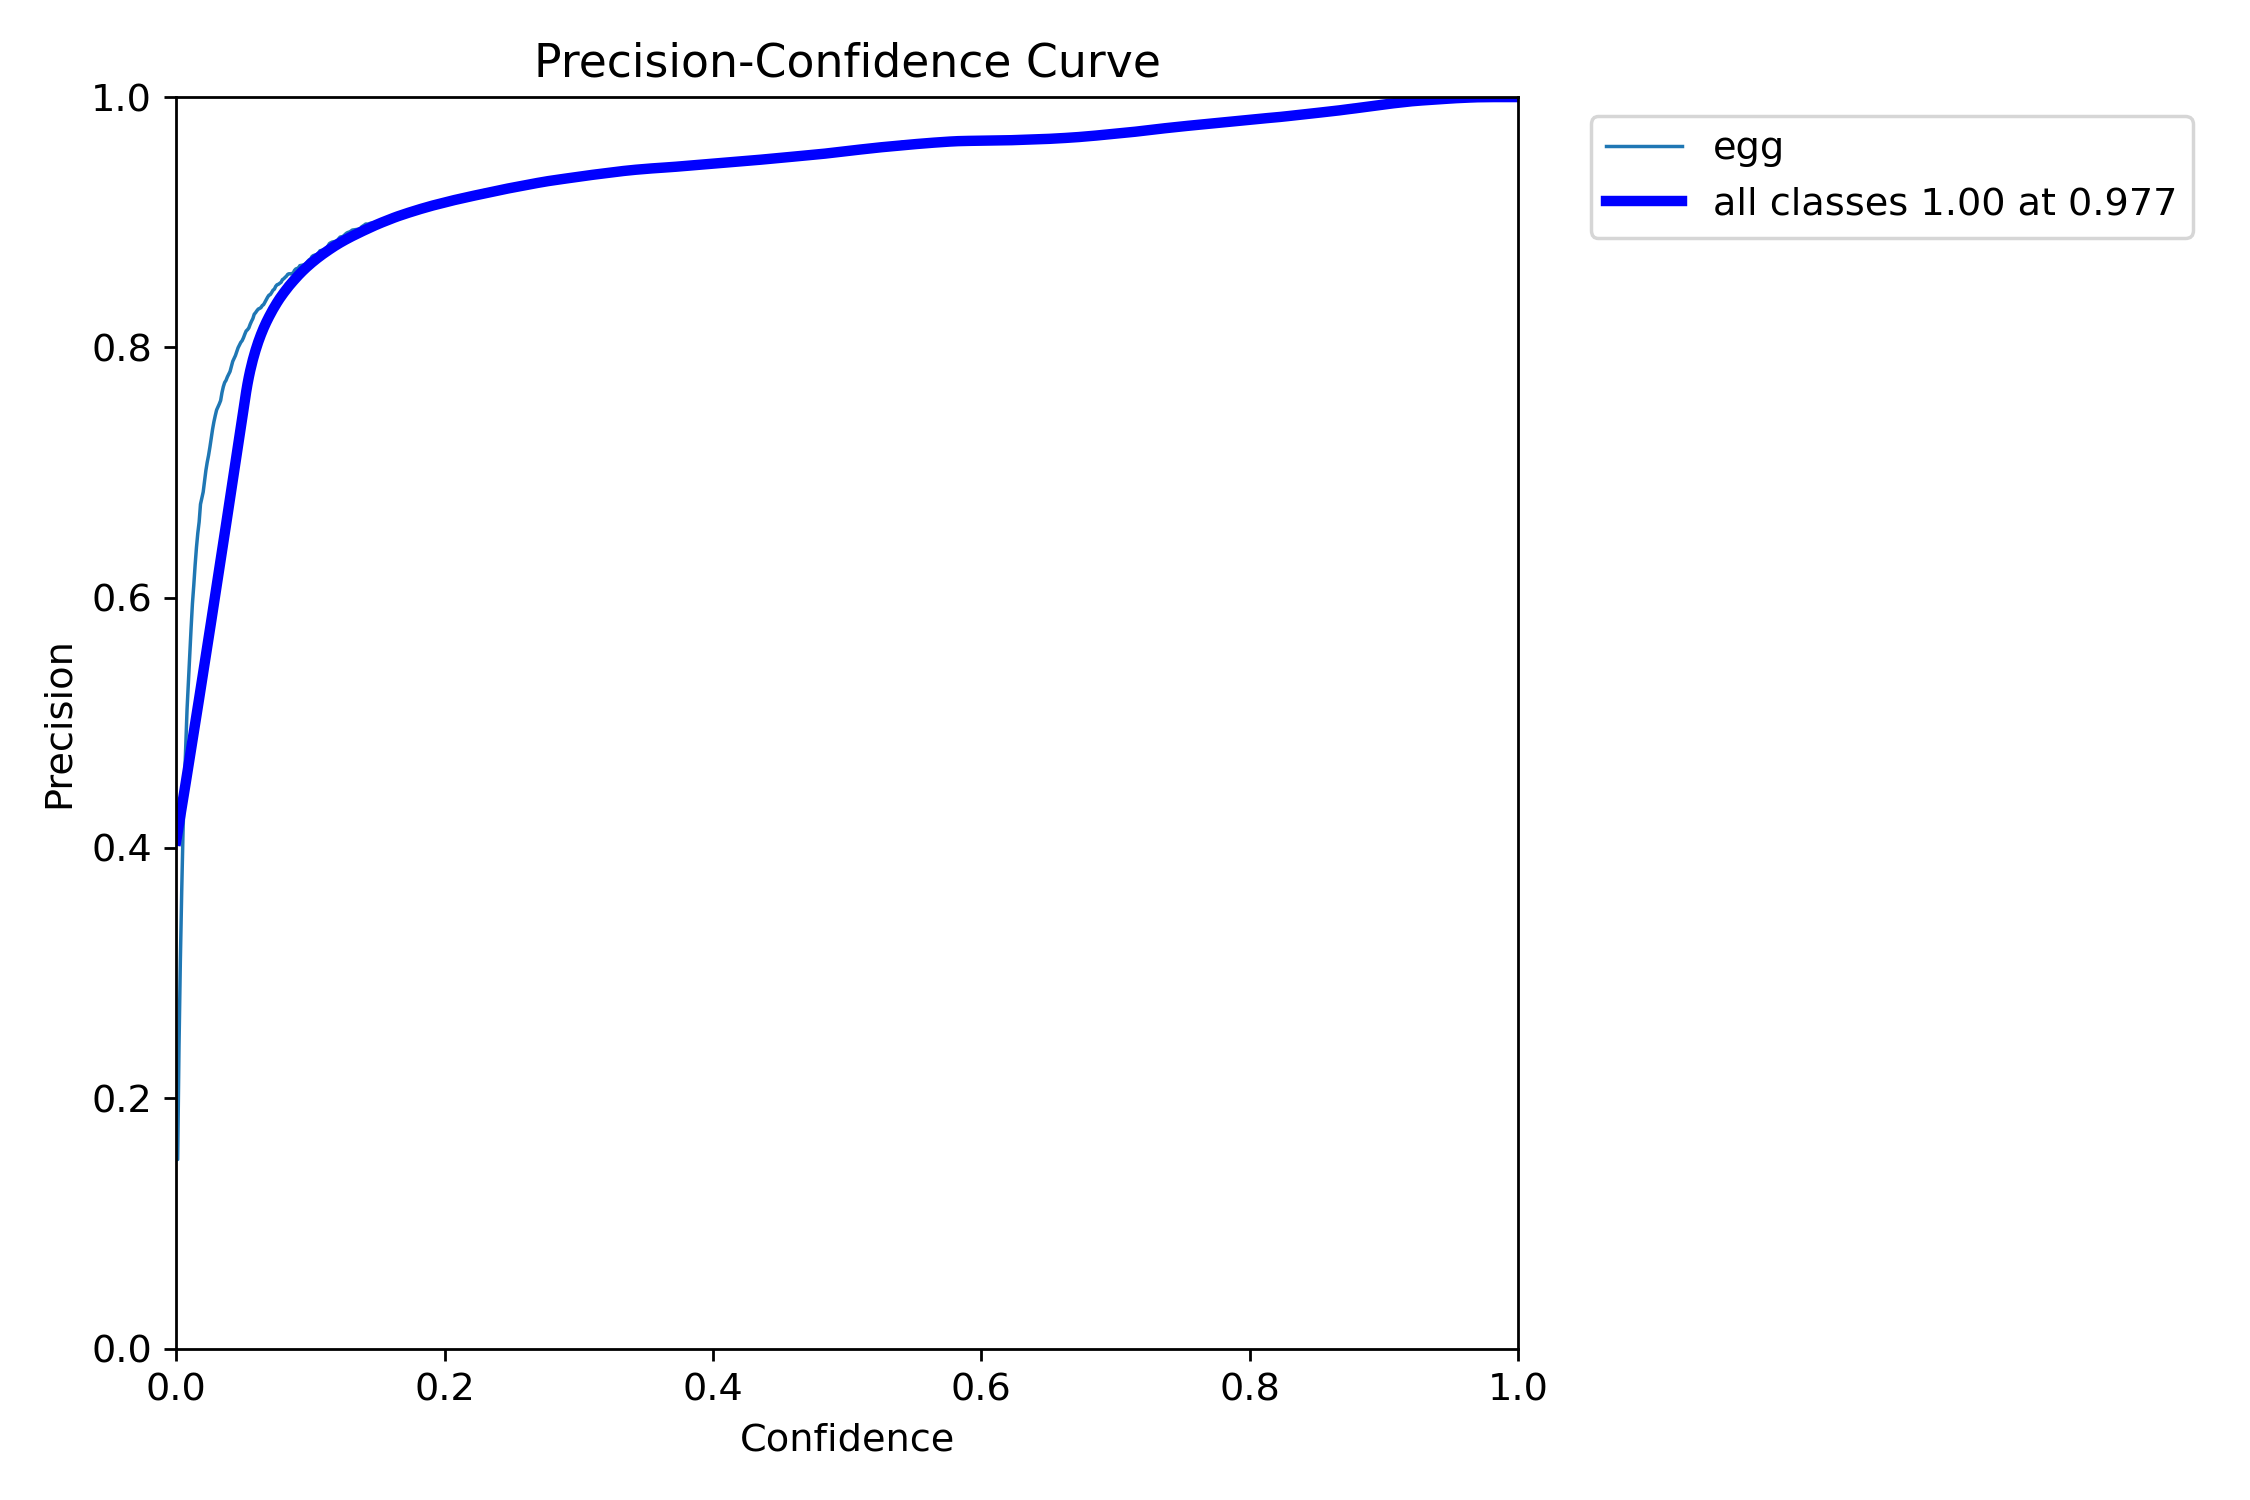 Precision-Confidence Curve
1.0
0.8
0.6
0.4
0.2
0.0
Precision
0.0 0.2 0.4 0.6 0.8 1.0
Confidence
egg
all classes 1.00 at 0.977